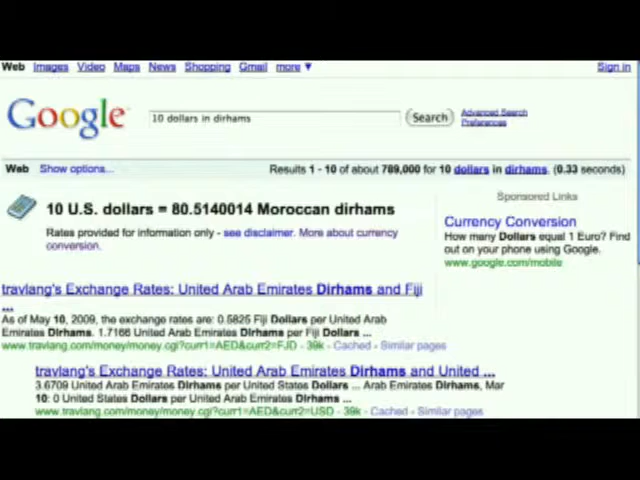 Web Images Video Maps News Shopping Gmail more ▼ Sign in
Google 10 dollars in dirhams Search Advanced Search
Preferences
Web Show options... Results 1 - 10 of about 789,000 for 10 dollars in dirhams. (0.33 seconds)
10 U.S. dollars = 80.5140014 Moroccan dirhams
Rates provided for information only - see disclaimer. More about currency
conversion.
Sponsored Links
Currency Conversion
How many Dollars equal 1 Euro? Find
out on your phone using Google.
www.google.com/mobile
travlang's Exchange Rates: United Arab Emirates Dirhams and Fiji
...
As of May 10, 2009, the exchange rates are: 0.5825 Fiji Dollars per United Arab
Emirates Dirhams. 1.7166 United Arab Emirates Dirhams per Fiji Dollars ...
www.travlang.com/money/money.cgi?curr1=AED&curr2=FJD - 39k - Cached - Similar pages
travlang's Exchange Rates: United Arab Emirates Dirhams and United ...
3.6709 United Arab Emirates Dirhams per United States Dollars ... Arab Emirates Dirhams, Mar
10: 0 United States Dollars per United Arab Emirates Dirhams ...
www.travlang.com/money/money.cgi?curr1=AED&curr2=USD - 39k - Cached - Similar pages